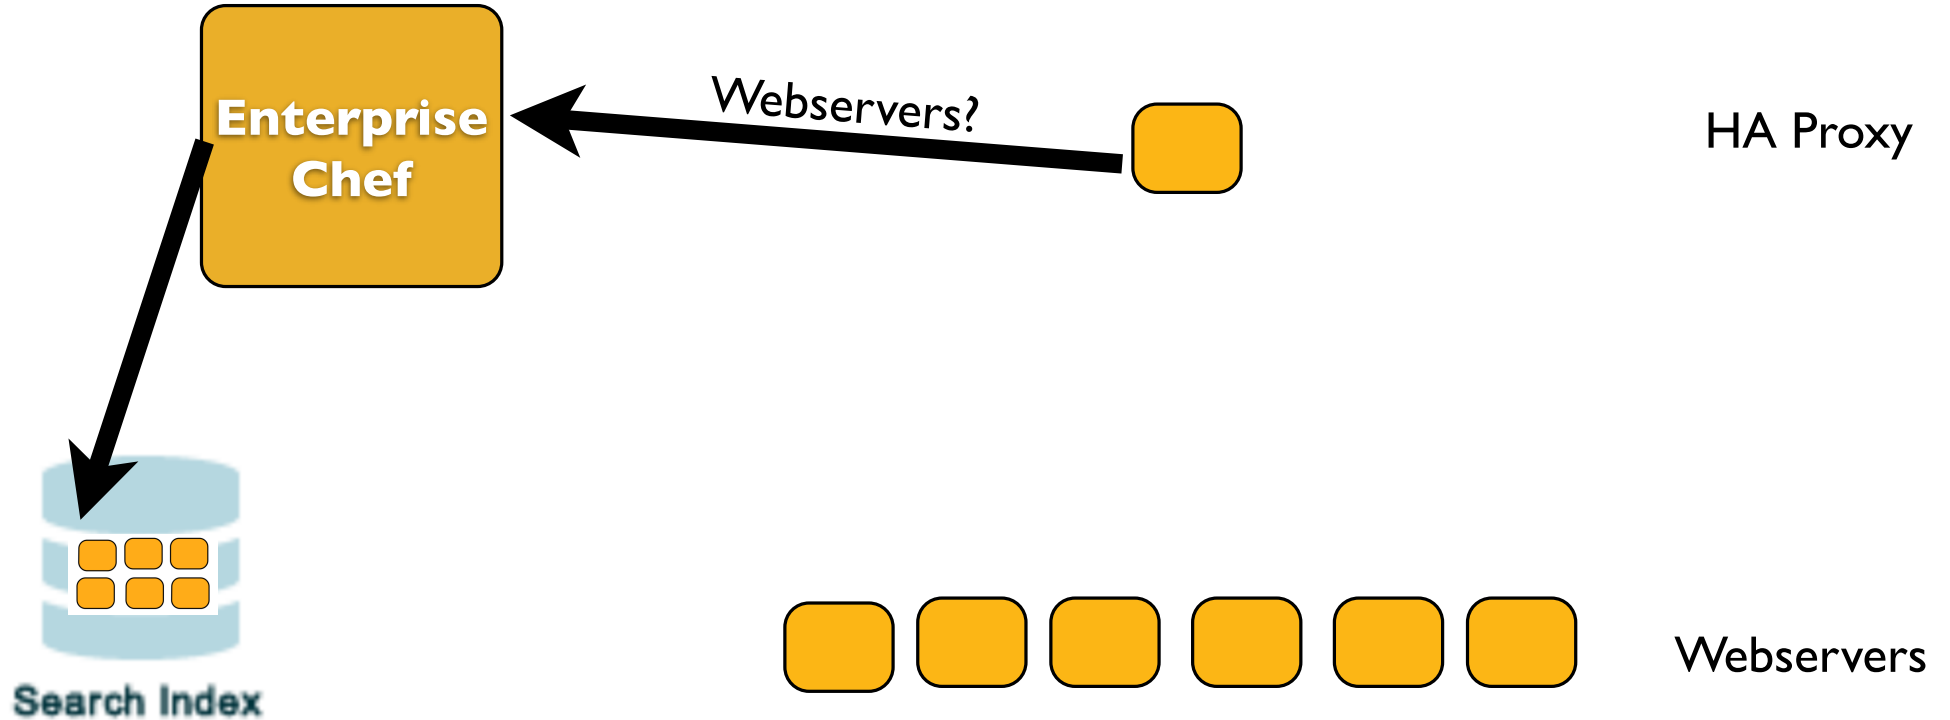 Enterprise
Chef
Webservers?
HA Proxy
Search Index
Webservers